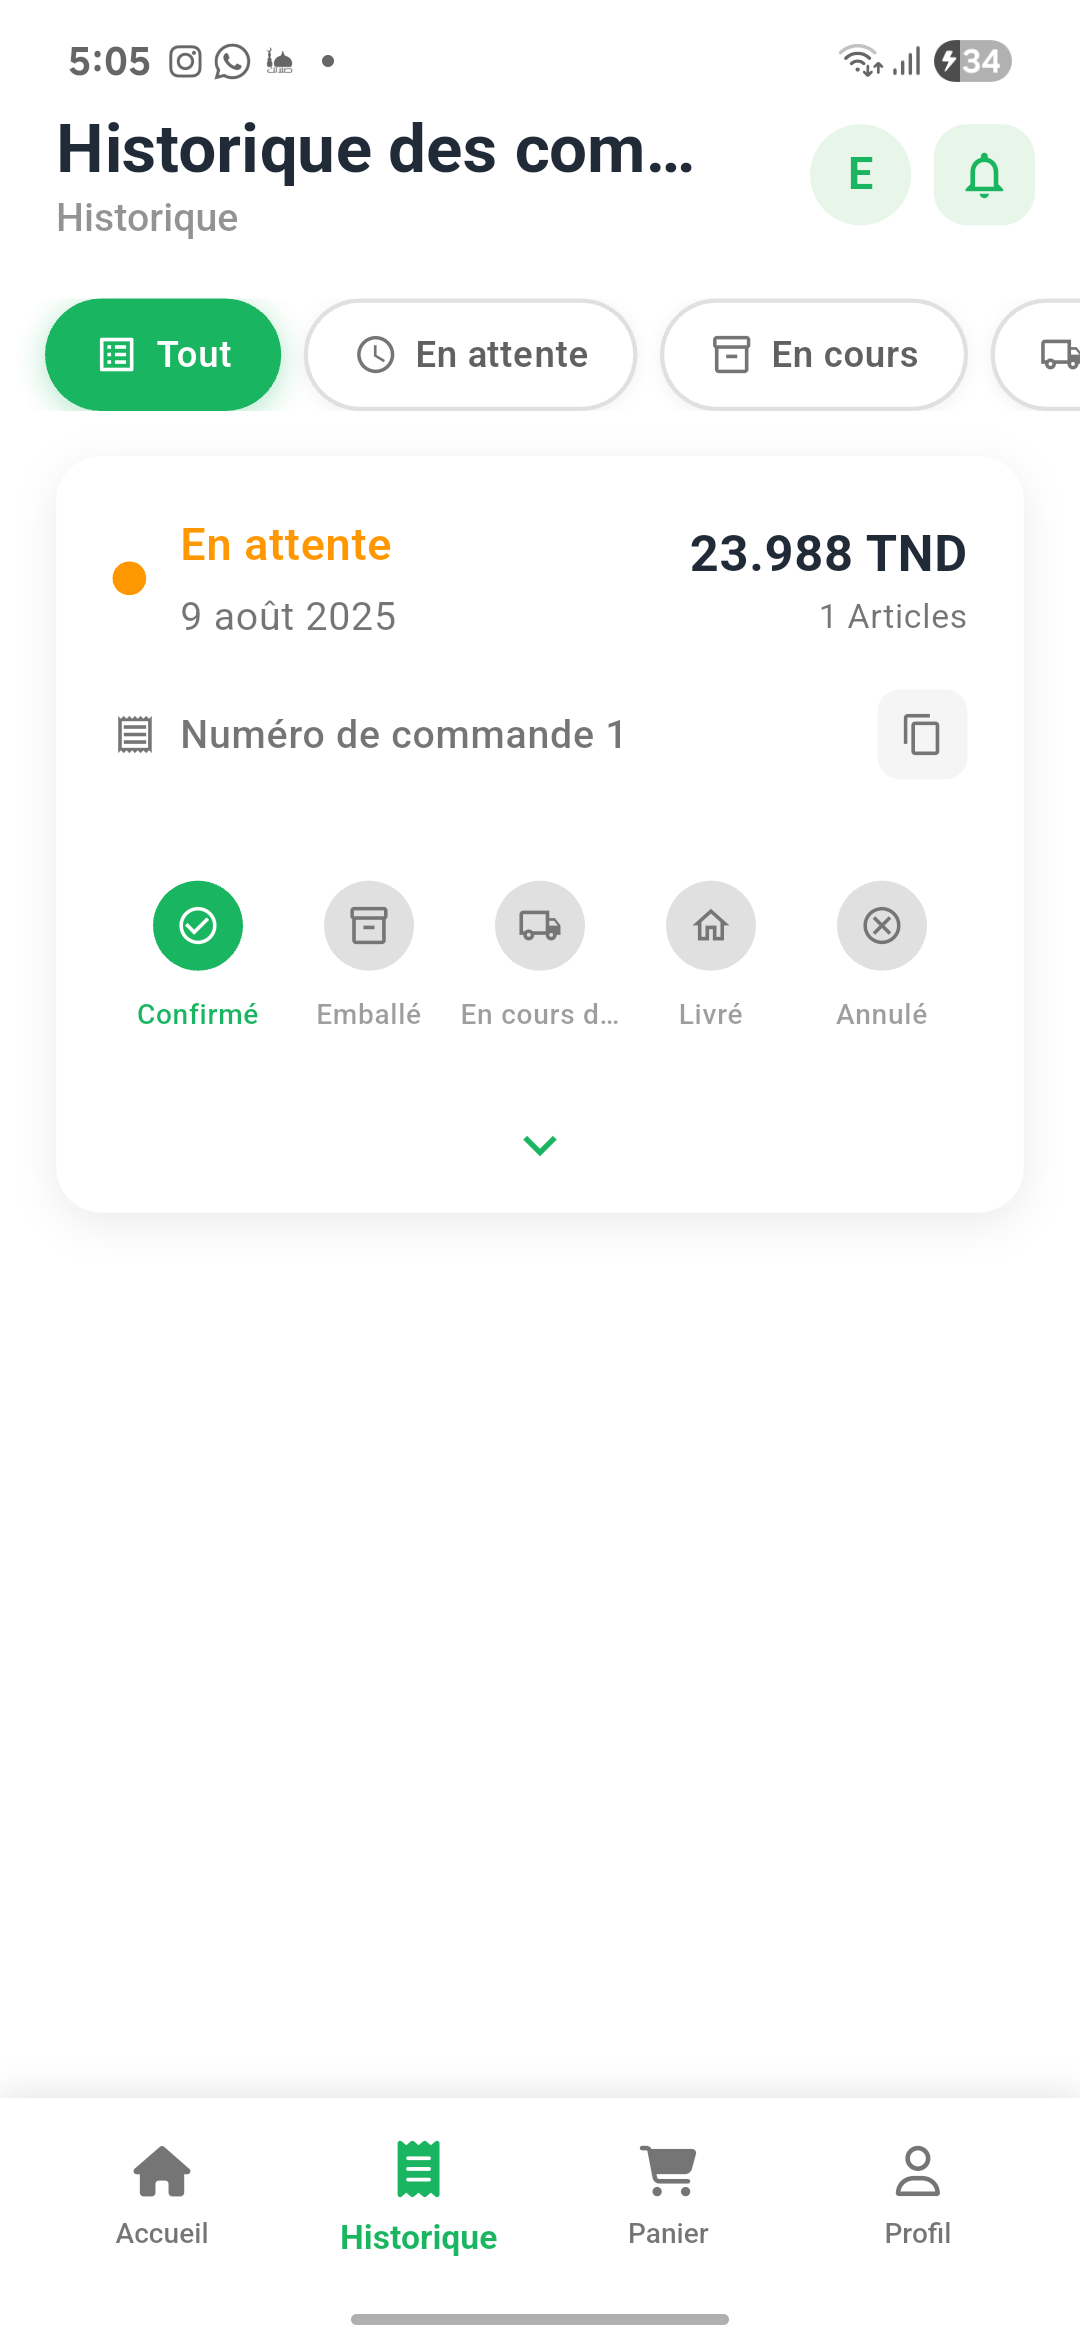 5:05
34
Historique des com...
E
Historique
Tout
En attente
En cours
En attente
23.988 TND
9 août 2025
1 Articles
Numéro de commande 1
Confirmé
Emballé
En cours d...
Livré
Annulé
Accueil
Historique
Panier
Profil